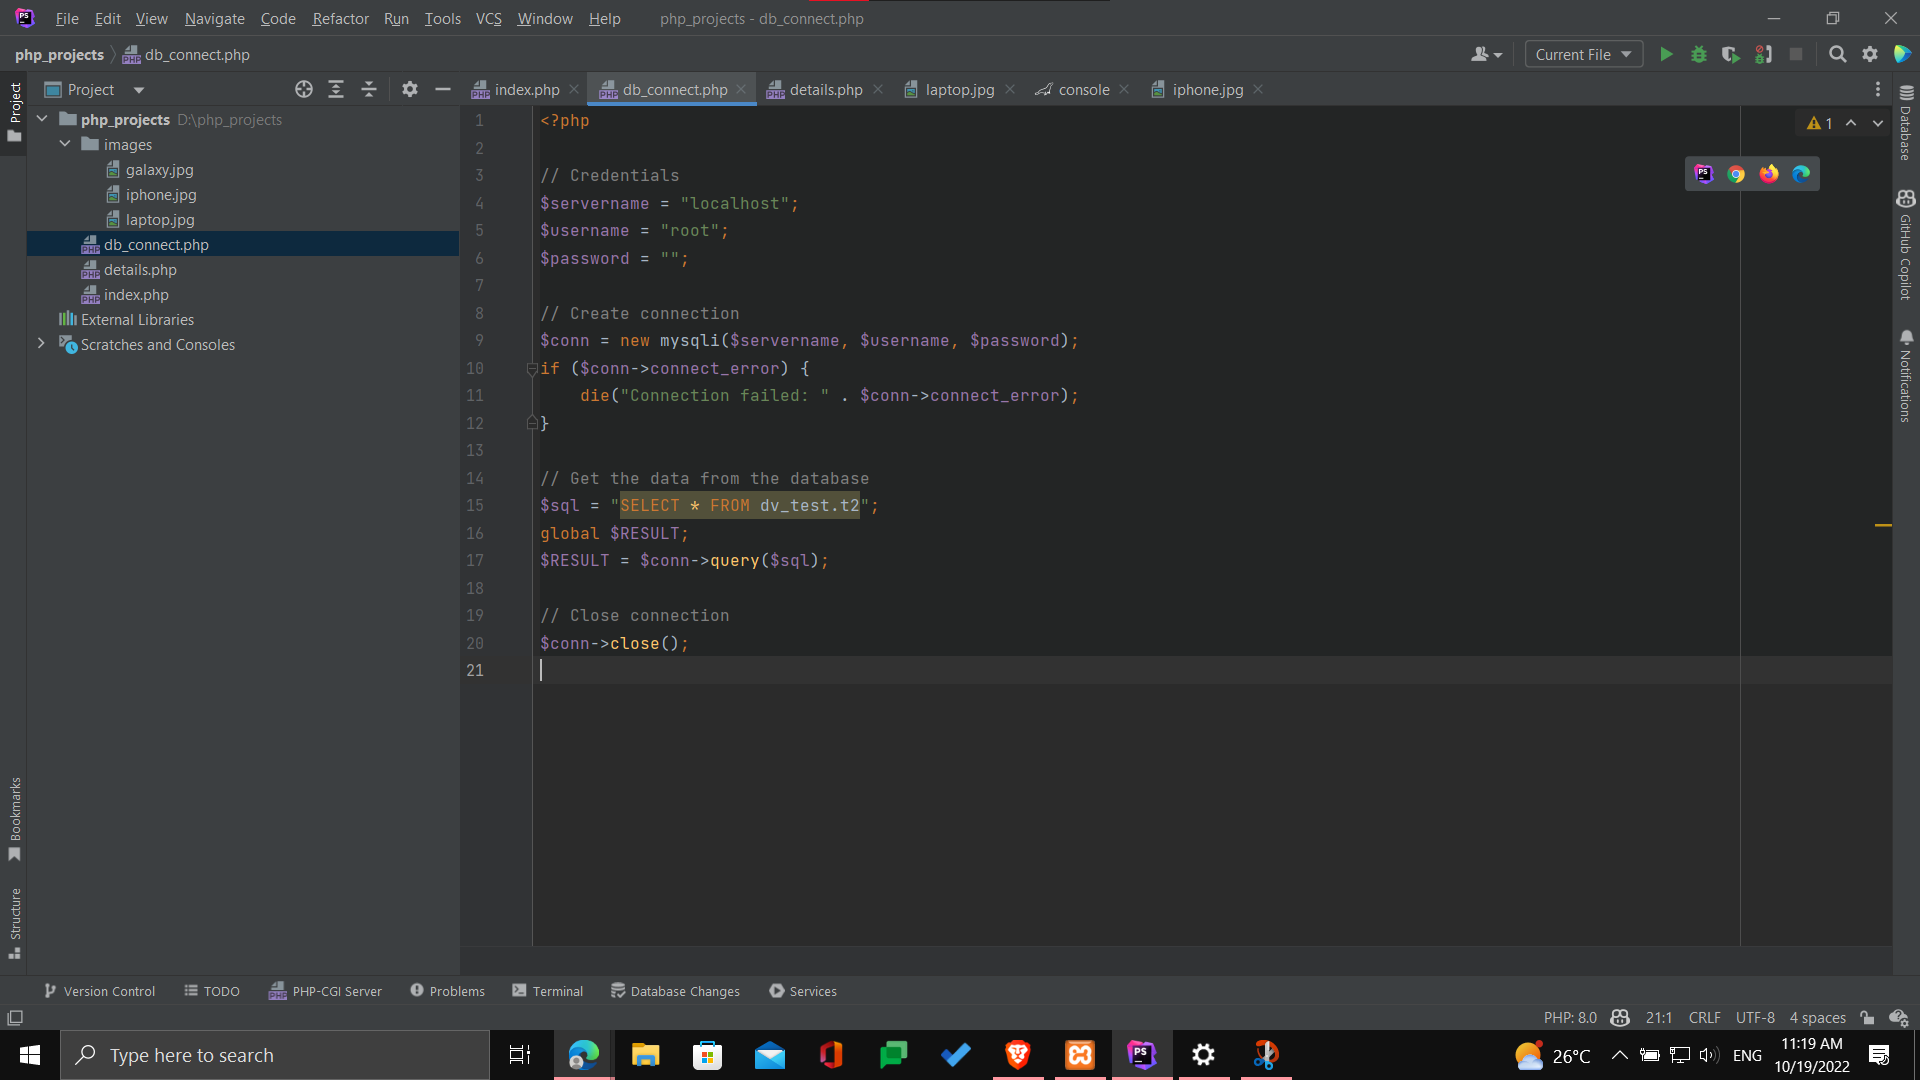 File Edit View Navigate Code Refactor Run Tools VCS Window Help php_projects - db_connect.php
php_projects db_connect.php Current File
Project
index.php db_connect.php details.php laptop.jpg console iphone.jpg
Project
php_projects D:\php_projects
images
galaxy.jpg
iphone.jpg
laptop.jpg
db_connect.php
details.php
index.php
External Libraries
Scratches and Consoles
Bookmarks
Structure
1 <?php
2
3 // Credentials
4 $servername = "localhost";
5 $username = "root";
6 $password = "";
7
8 // Create connection
9 $conn = new mysqli($servername, $username, $password);
10 if ($conn->connect_error) {
11 die("Connection failed: " . $conn->connect_error);
12 }
13
14 // Get the data from the database
15 $sql = "SELECT * FROM dv_test.t2";
16 global $RESULT;
17 $RESULT = $conn->query($sql);
18
19 // Close connection
20 $conn->close();
21
1
Database
GitHub Copilot
Notifications
Version Control TODO PHP-CGI Server Problems Terminal Database Changes Services
PHP: 8.0 21:1 CRLF UTF-8 4 spaces
Type here to search
26°C ENG
11:19 AM
10/19/2022